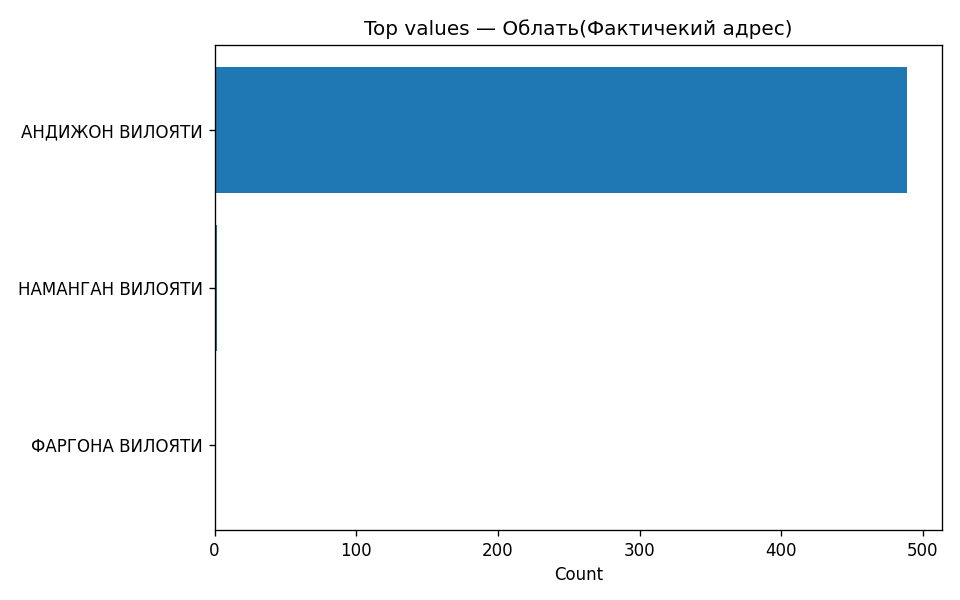 Top values — Облать(Фактичекий адрес)
АНДИЖОН ВИЛОЯТИ
НАМАНГАН ВИЛОЯТИ
ФАРГОНА ВИЛОЯТИ
0 100 200 300 400 500
Count